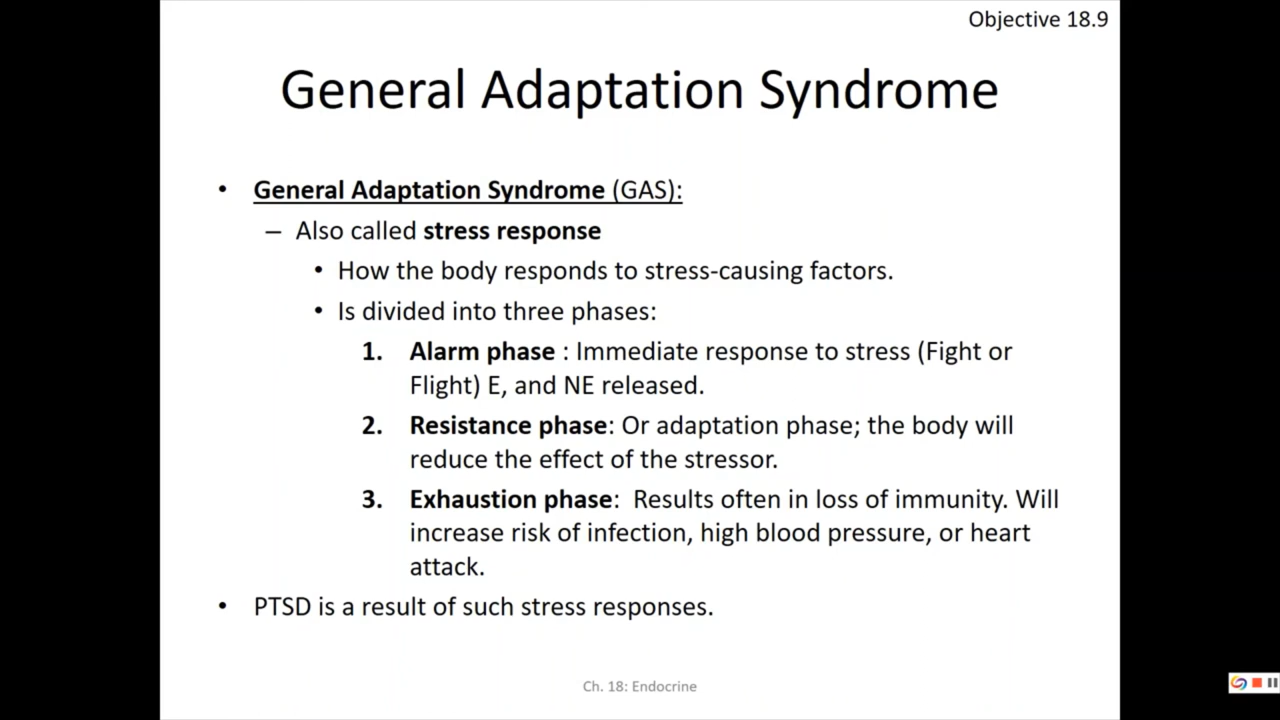 Objective 18.9
General Adaptation Syndrome
• General Adaptation Syndrome (GAS):
– Also called stress response
• How the body responds to stress-causing factors.
• Is divided into three phases:
1. Alarm phase : Immediate response to stress (Fight or
Flight) E, and NE released.
2. Resistance phase: Or adaptation phase; the body will
reduce the effect of the stressor.
3. Exhaustion phase:  Results often in loss of immunity. Will
increase risk of infection, high blood pressure, or heart
attack.
• PTSD is a result of such stress responses.
Ch. 18: Endocrine